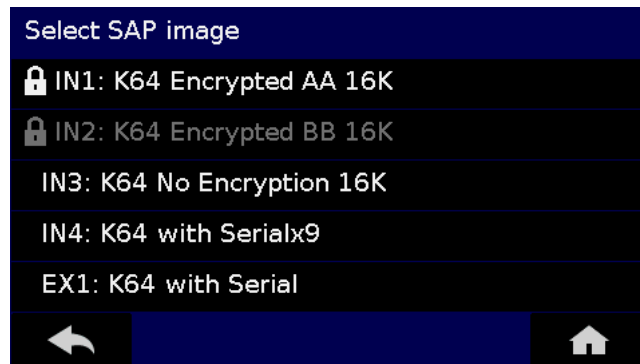 Select SAP image
IN1: K64 Encrypted AA 16K
IN2: K64 Encrypted BB 16K
IN3: K64 No Encryption 16K
IN4: K64 with Serialx9
EX1: K64 with Serial